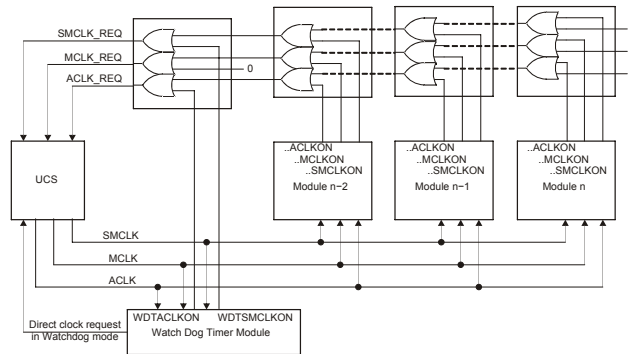 SMCLK_REQ
MCLK_REQ
ACLK_REQ
0
UCS
..ACLKON
..MCLKON
..SMCLKON
Module n−2
..ACLKON
..MCLKON
..SMCLKON
Module n−1
..ACLKON
..MCLKON
..SMCLKON
Module n
SMCLK
MCLK
ACLK
WDTACLKON WDTSMCLKON
Watch Dog Timer Module
Direct clock request
in Watchdog mode